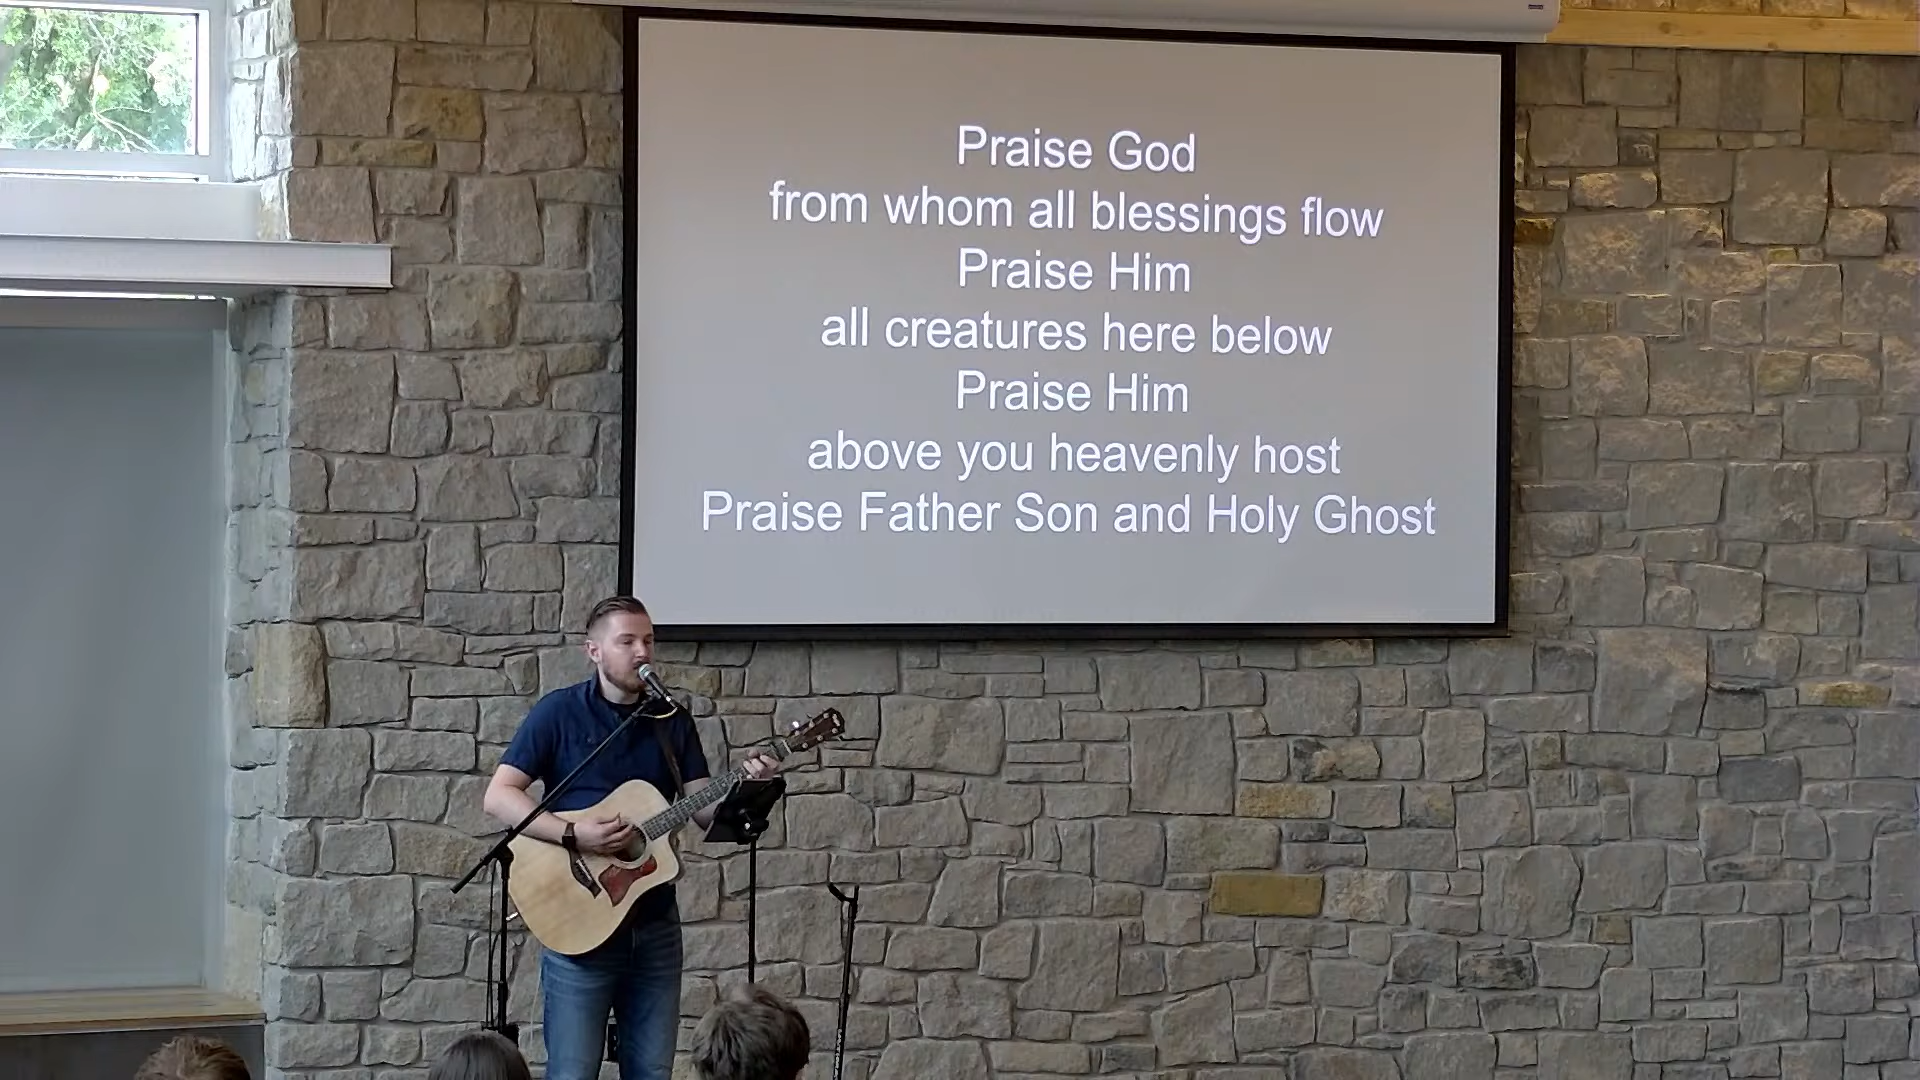 Praise God
from whom all blessings flow
Praise Him
all creatures here below
Praise Him
above you heavenly host
Praise Father Son and Holy Ghost